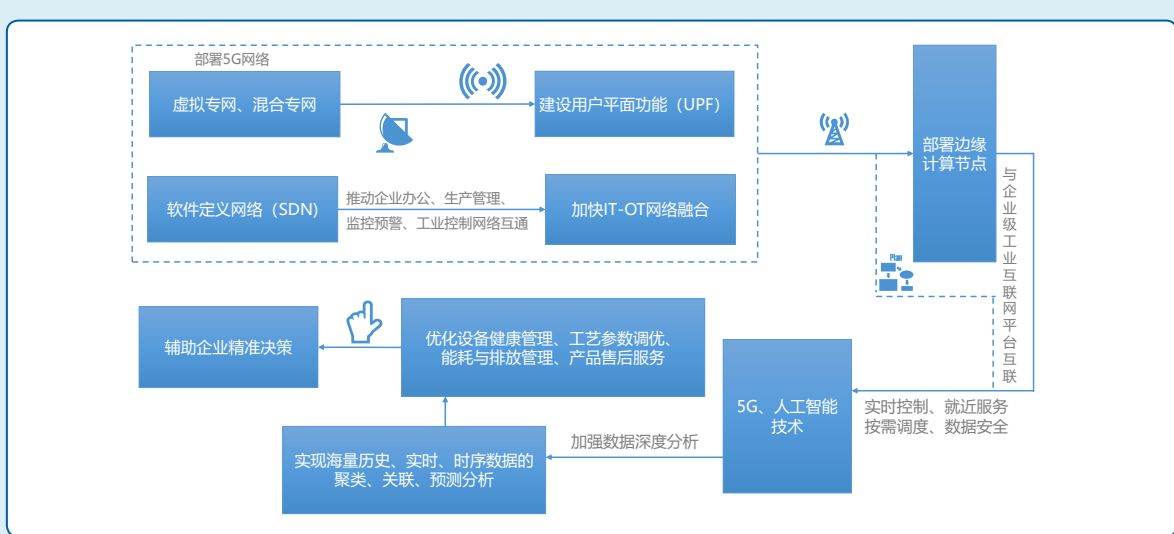 部署5G网络
虚拟专网、混合专网
建设用户平面功能（UPF）
软件定义网络（SDN）
推动企业办公、生产管理、
监控预警、工业控制网络互通
加快IT-OT网络融合
部署边缘
计算节点
与企业级工业互联网平台互联
Plan
实时控制、就近服务
按需调度、数据安全
5G、人工智能
技术
加强数据深度分析
实现海量历史、实时、时序数据的
聚类、关联、预测分析
优化设备健康管理、工艺参数调优、
能耗与排放管理、产品售后服务
辅助企业精准决策